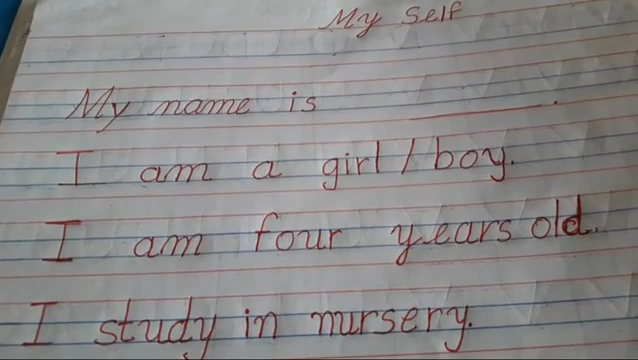 My Self
My name is ________.
I am a girl / boy.
I am four years old.
I study in nursery.